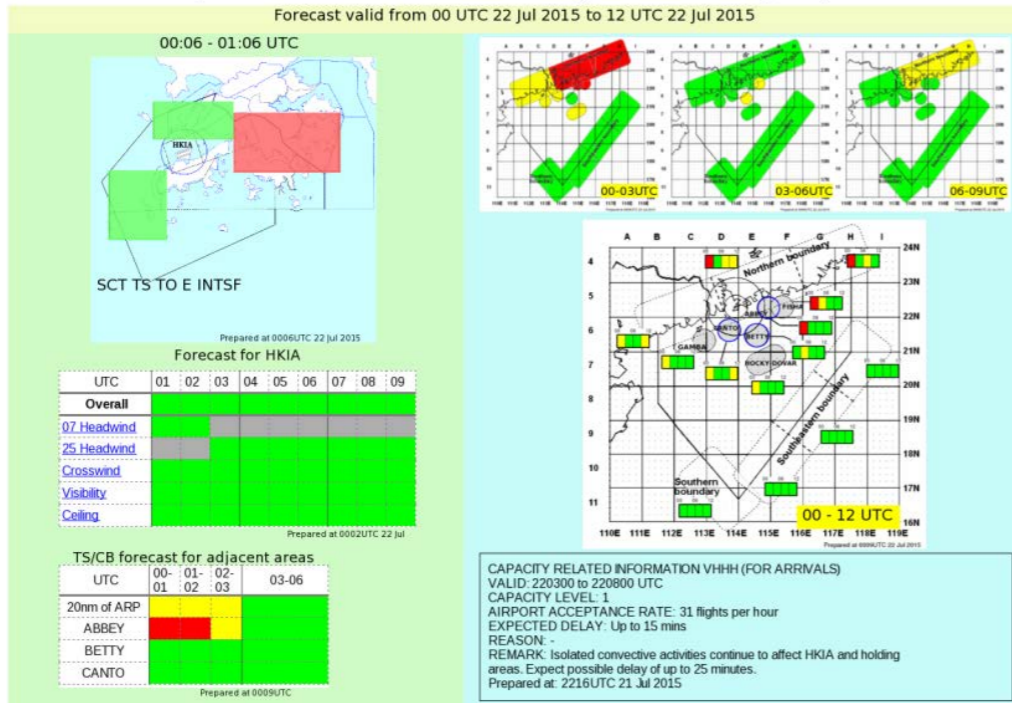 Forecast valid from 00 UTC 22 Jul 2015 to 12 UTC 22 Jul 2015
00:06 - 01:06 UTC
HKIA
SCT TS TO E INTSF
Prepared at 0006UTC 22 Jul 2015
Forecast for HKIA
UTC 01 02 03 04 05 06 07 08 09
Overall
07 Headwind
25 Headwind
Crosswind
Visibility
Ceiling
Prepared at 0002UTC 22 Jul
TS/CB forecast for adjacent areas
UTC 00-01 01-02 02-03 03-06
20nm of ARP
ABBEY
BETTY
CANTO
Prepared at 0009UTC
00-03UTC
03-06UTC
06-09UTC
A B C D E F G H I
4 24N
Northern boundary
23N
5 ABBEY FISHA 22N
CANTO
6 GAMBA BETTY 21N
7 ROCKY DOVAR 20N
8 19N
Southeastern boundary
9 18N
10 Southern boundary 17N
11 16N
00 - 12 UTC
110E 111E 112E 113E 114E 115E 116E 117E 118E 119E
Prepared at 0009UTC 22 Jul 2015
CAPACITY RELATED INFORMATION VHHH (FOR ARRIVALS)
VALID: 220300 to 220800 UTC
CAPACITY LEVEL: 1
AIRPORT ACCEPTANCE RATE: 31 flights per hour
EXPECTED DELAY: Up to 15 mins
REASON: -
REMARK: Isolated convective activities continue to affect HKIA and holding
areas. Expect possible delay of up to 25 minutes.
Prepared at: 2216UTC 21 Jul 2015